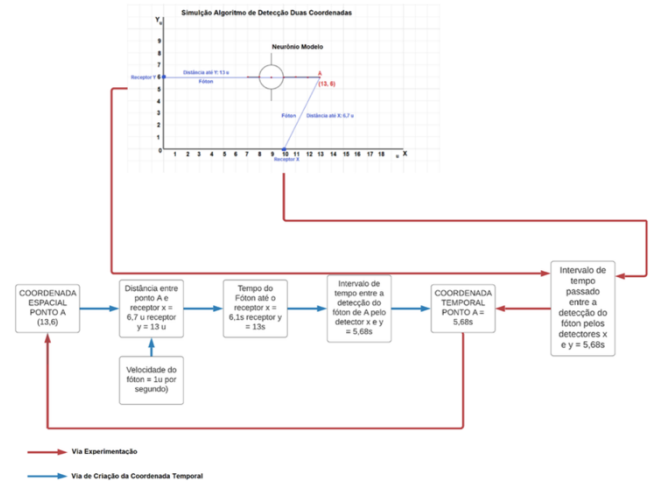 Simulção Algoritmo de Detecção Duas Coordenadas
Y
9
8
7
6
5
4
3
2
1
0
1 2 3 4 5 6 7 8 9 10 11 12 13 14 15 16 17 18
X
Neurônio Modelo
Receptor Y
Distância até Y: 13 u
Fóton
A
(13, 6)
Fóton
Distância até X: 6,7 u
Receptor X
COORDENADA
ESPACIAL
PONTO A
(13,6)
Distância entre
ponto A e
receptor x =
6,7 u receptor
y = 13 u
Velocidade do
fóton = 1u por
segundo)
Tempo do
Fóton até o
receptor x =
6,1s receptor y
= 13s
Intervalo de
tempo entre a
detecção do
fóton de A pelo
detector x e y
= 5,68s
COORDENADA
TEMPORAL
PONTO A =
5,68s
Intervalo de
tempo
passado
entre a
detecção do
fóton pelos
detectores x
e y = 5,68s
Via Experimentação
Via de Criação da Coordenada Temporal